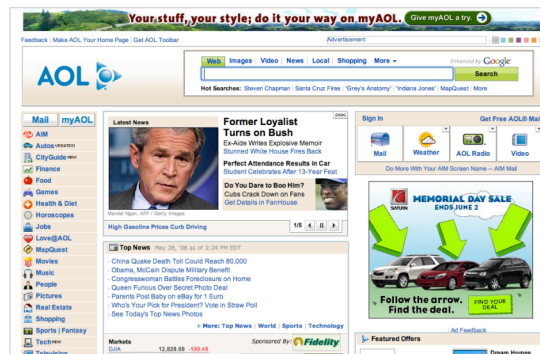 Your stuff, your style; do it your way on myAOL. Give myAOL a try.
Feedback | Make AOL Your Home Page | Get AOL Toolbar
Advertisement
AOL
Web Images Video News Local Shopping More
Enhanced by Google
Search
Hot Searches: Steven Chapman | Santa Cruz Fires | 'Grey's Anatomy' | 'Indiana Jones' | MapQuest | More
Mail myAOL
AIM
Autos UPDATED!
CityGuide NEW!
Finance
Food
Games
Health & Diet
Horoscopes
Jobs
Love@AOL
MapQuest
Movies
Music
People
Pictures
Real Estate
Shopping
Sports | Fantasy
Tech NEW!
Television
Latest News
Mandel Ngan, AFP / Getty Images
Former Loyalist
Turns on Bush
Ex-Aide Writes Explosive Memoir
Stunned White House Fires Back
Perfect Attendance Results in Car
Student Celebrates After 13-Year Feat
Do You Dare to Boo Him?
Cubs Crack Down on Fans
Get Details in FanHouse
High Gasoline Prices Curb Driving
1/5
Top News May 28, '08 as of 2:24 PM EDT
China Quake Death Toll Could Reach 80,000
Obama, McCain Dispute Military Benefit
Congresswoman Battles Foreclosure on Home
Queen Furious Over Secret Photo Deal
Parents Post Baby on eBay for 1 Euro
Who's Your Pick for President? Vote in Straw Poll
See Today's Top News Photos
More: Top News | World | Sports | Technology
Markets
DJIA 12,828.08 -199.48
Sponsored By: Fidelity
Sign In
Get Free AOL® Mail
Mail
Weather
AOL Radio
Video
Do More With Your AIM Screen Name -- AIM Mail
SATURN
MEMORIAL DAY SALE
ENDS JUNE 2
Follow the arrow.
Find the deal.
FIND YOUR
DEAL
Ad Feedback
Featured Offers
Dream Homes